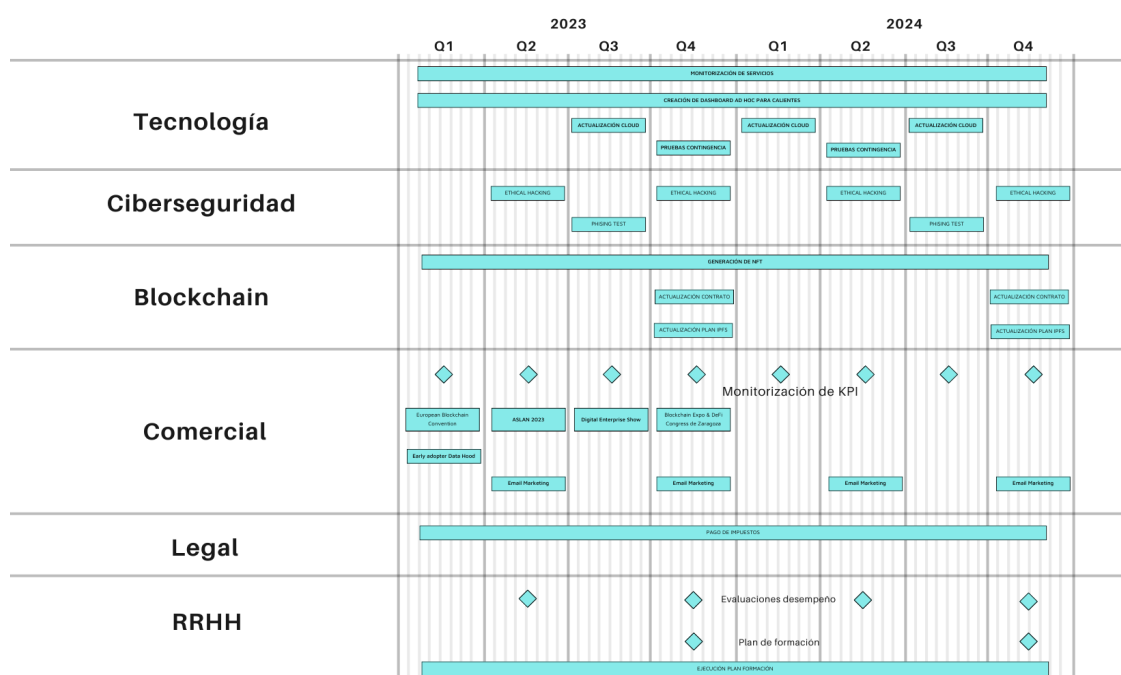 2023
2024
Q1
Q2
Q3
Q4
Q1
Q2
Q3
Q4
Tecnología
MONITORIZACIÓN DE SERVICIOS
CREACIÓN DE DASHBOARD AD HOC PARA CALIENTES
ACTUALIZACIÓN CLOUD
ACTUALIZACIÓN CLOUD
ACTUALIZACIÓN CLOUD
PRUEBAS CONTINGENCIA
PRUEBAS CONTINGENCIA
Ciberseguridad
ETHICAL HACKING
ETHICAL HACKING
ETHICAL HACKING
ETHICAL HACKING
PHISING TEST
PHISING TEST
Blockchain
GENERACIÓN DE NFT
ACTUALIZACIÓN CONTRATO
ACTUALIZACIÓN CONTRATO
ACTUALIZACIÓN PLAN IPFS
ACTUALIZACIÓN PLAN IPFS
Comercial
Monitorización de KPI
European Blockchain
Convention
ASLAN 2023
Digital Enterprise Show
Blockchain Expo & DeFi
Congress de Zaragoza
Early adopter Data Hood
Email Marketing
Email Marketing
Email Marketing
Email Marketing
Legal
PAGO DE IMPUESTOS
RRHH
Evaluaciones desempeño
Plan de formación
EJECUCIÓN PLAN FORMACIÓN